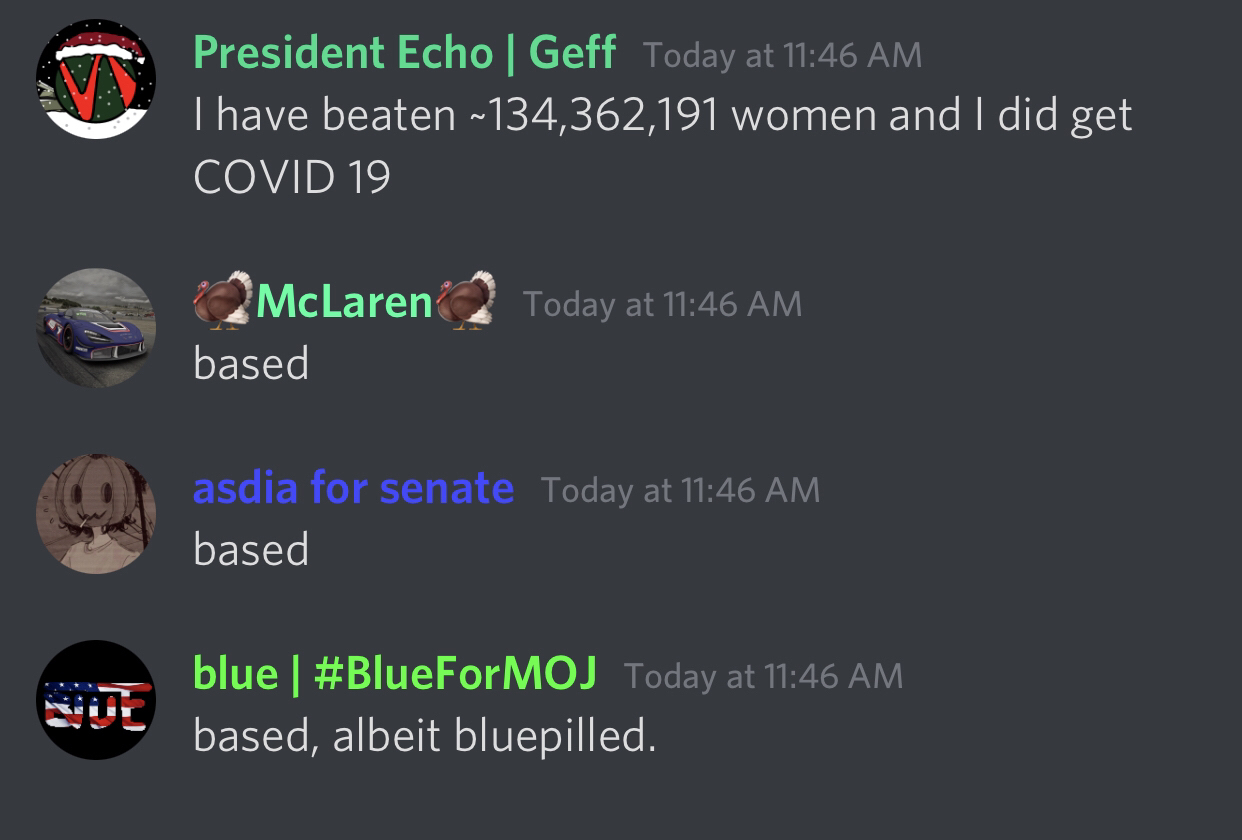 President Echo | Geff Today at 11:46 AM
I have beaten ~134,362,191 women and I did get
COVID 19
🦃McLaren🦃 Today at 11:46 AM
based
asdia for senate Today at 11:46 AM
based
blue | #BlueForMOJ Today at 11:46 AM
BLUE
based, albeit bluepilled.